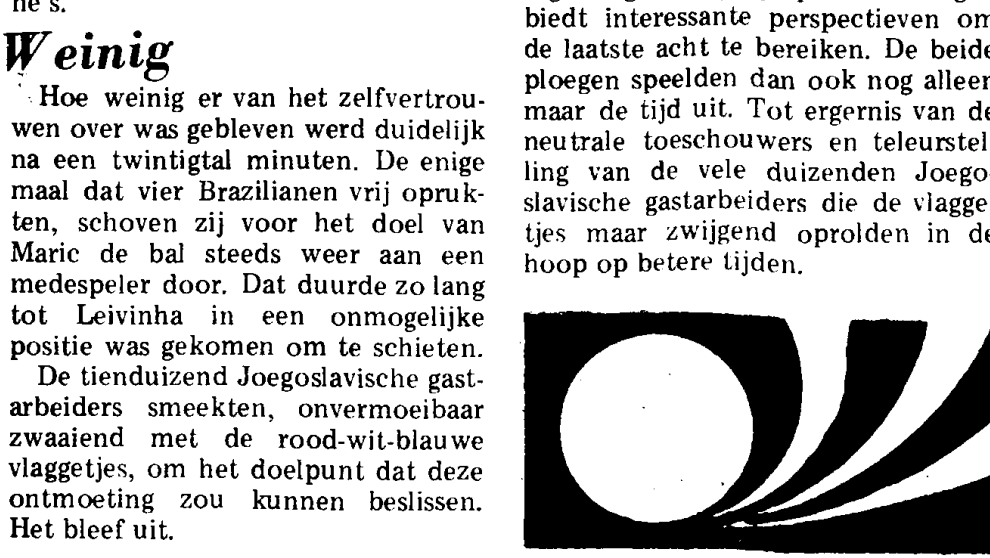 ne s.
Weinig
Hoe weinig er van het zelfvertrou-
wen over was gebleven werd duidelijk
na een twintigtal minuten. De enige
maal dat vier Brazilianen vrij opruk-
ten, schoven zij voor het doel van
Maric de bal steeds weer aan een
medespeler door. Dat duurde zo lang
tot Leivinha in een onmogelijke
positie was gekomen om te schieten.
De tienduizend Joegoslavische gast-
arbeiders smeekten, onvermoeibaar
zwaaiend met de rood-wit-blauwe
vlaggetjes, om het doelpunt dat deze
ontmoeting zou kunnen beslissen.
Het bleef uit.
biedt interessante perspectieven om
de laatste acht te bereiken. De beide
ploegen speelden dan ook nog alleen
maar de tijd uit. Tot ergernis van de
neutrale toeschouwers en teleurstel
ling van de vele duizenden Joego
slavische gastarbeiders die de vlagge
tjes maar zwijgend oprolden in de
hoop op betere tijden.